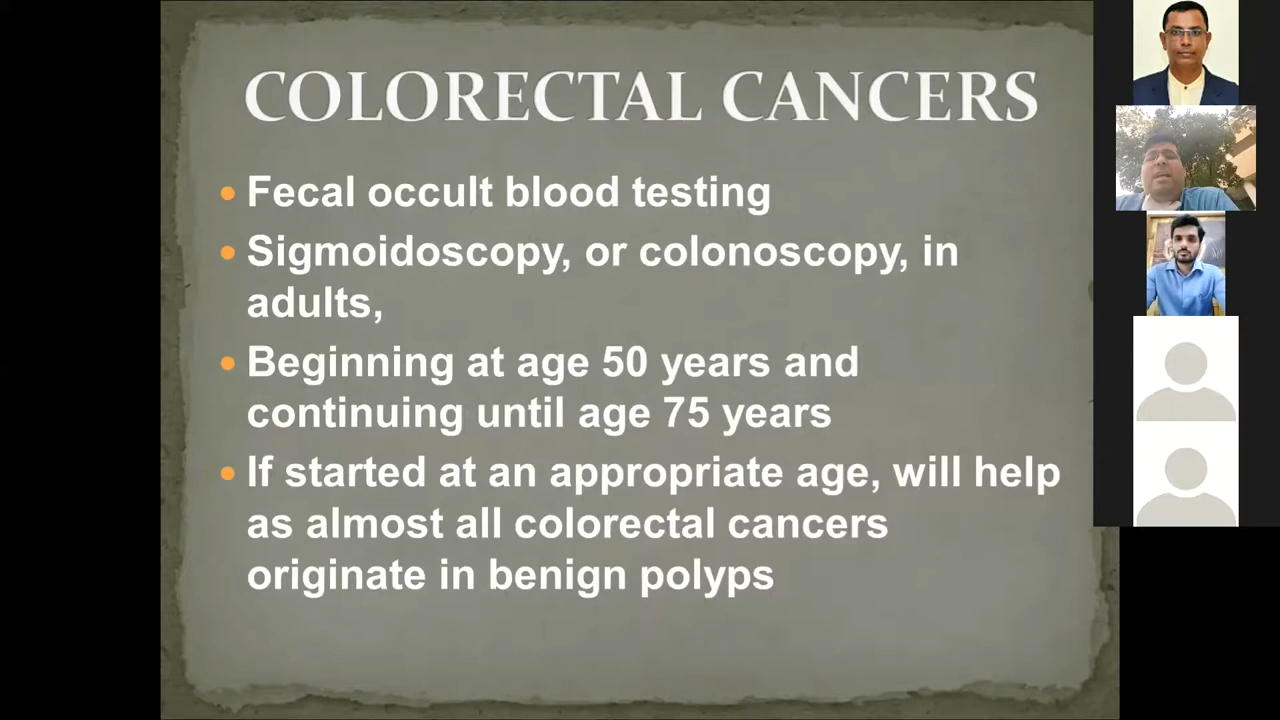 COLORECTAL CANCERS
• Fecal occult blood testing
• Sigmoidoscopy, or colonoscopy, in
adults,
• Beginning at age 50 years and
continuing until age 75 years
• If started at an appropriate age, will help
as almost all colorectal cancers
originate in benign polyps